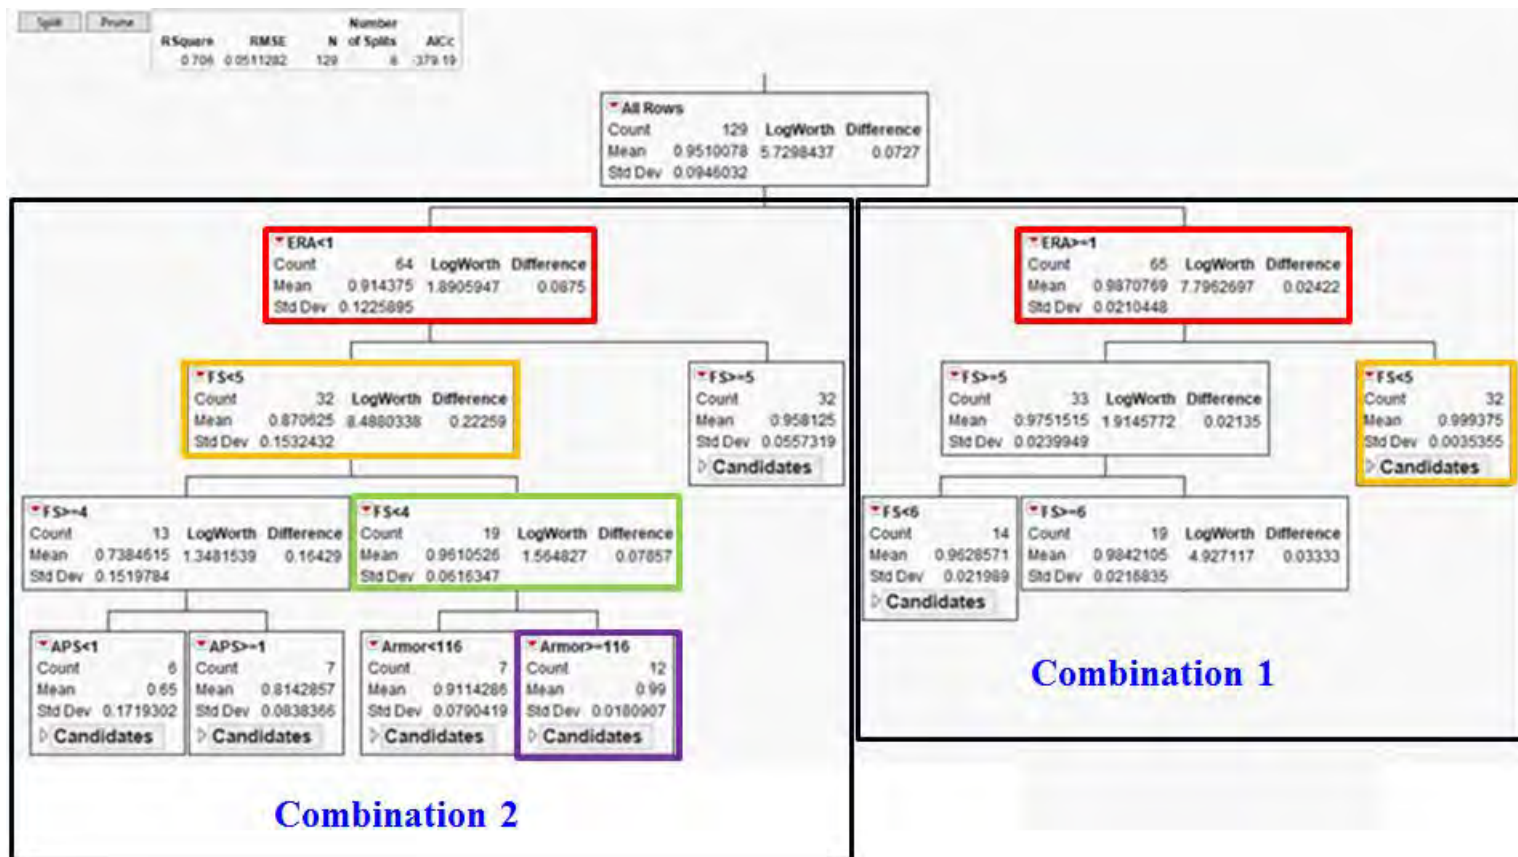 Split Prune
Number
RSquare RMSE N of Splits AICc
0.706 0.0511282 129 8 -379.19
All Rows
Count 129 LogWorth Difference
Mean 0.9510078 5.7298437 0.0727
Std Dev 0.0946032
ERA<1
Count 64 LogWorth Difference
Mean 0.914375 1.8905947 0.0875
Std Dev 0.1225895
ERA>=1
Count 65 LogWorth Difference
Mean 0.9870769 7.7962697 0.02422
Std Dev 0.0210448
FS<5
Count 32 LogWorth Difference
Mean 0.870625 8.4880338 0.22259
Std Dev 0.1532432
FS>=5
Count 32
Mean 0.958125
Std Dev 0.0557319
Candidates
FS>=5
Count 33 LogWorth Difference
Mean 0.9751515 1.9145772 0.02135
Std Dev 0.0239949
FS<5
Count 32
Mean 0.999375
Std Dev 0.0035355
Candidates
FS>=4
Count 13 LogWorth Difference
Mean 0.7384615 1.3481539 0.16429
Std Dev 0.1519784
FS<4
Count 19 LogWorth Difference
Mean 0.9610526 1.564827 0.07857
Std Dev 0.0616347
FS<6
Count 14
Mean 0.9628571
Std Dev 0.021989
Candidates
FS>=6
Count 19 LogWorth Difference
Mean 0.9842105 4.927117 0.03333
Std Dev 0.0216835
APS<1
Count 6
Mean 0.65
Std Dev 0.1719302
Candidates
APS>=1
Count 7
Mean 0.8142857
Std Dev 0.0838366
Candidates
Armor<116
Count 7
Mean 0.9114286
Std Dev 0.0790419
Candidates
Armor>=116
Count 12
Mean 0.99
Std Dev 0.0180907
Candidates
Combination 1
Combination 2